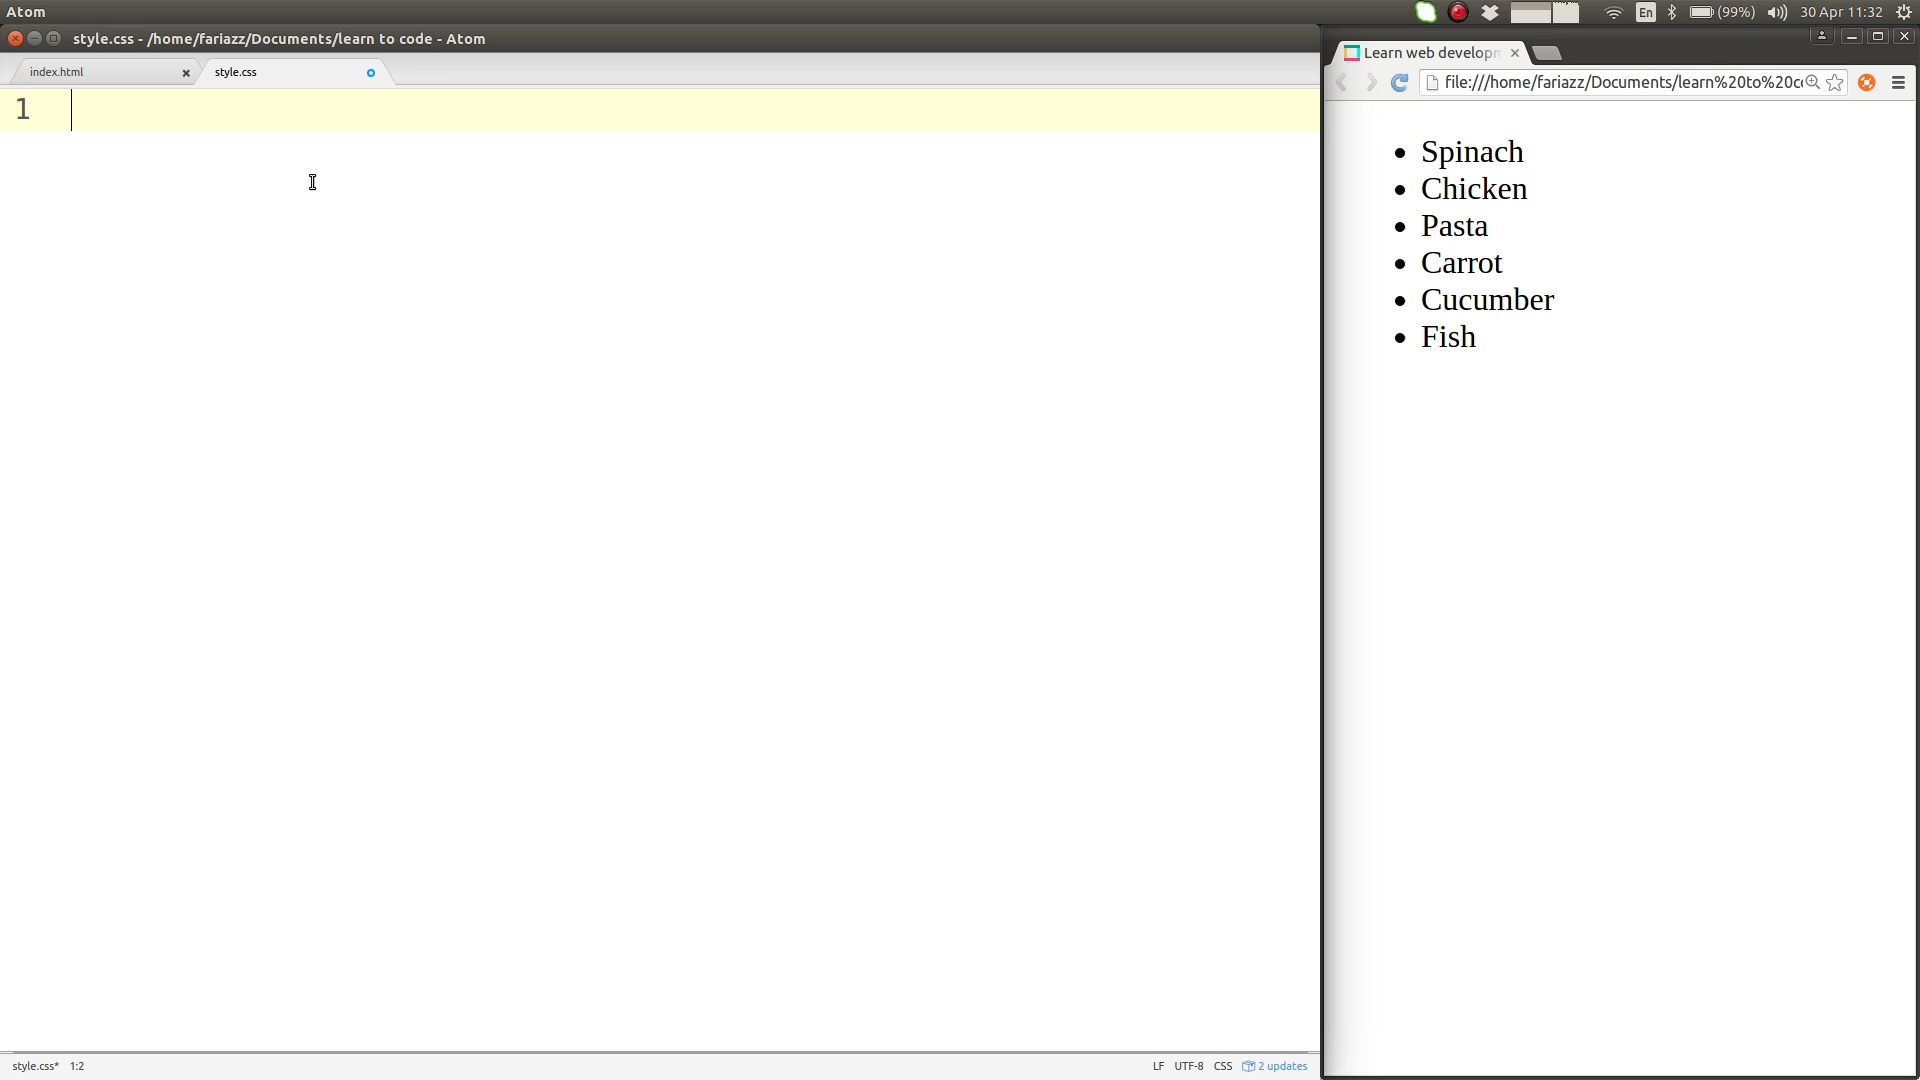 Atom
En
(99%)
30 Apr 11:32
style.css - /home/fariazz/Documents/learn to code - Atom
index.html
style.css
1
style.css* 1:2
LF UTF-8 CSS 2 updates
Learn web developm
file:///home/fariazz/Documents/learn%20to%20co
• Spinach
• Chicken
• Pasta
• Carrot
• Cucumber
• Fish